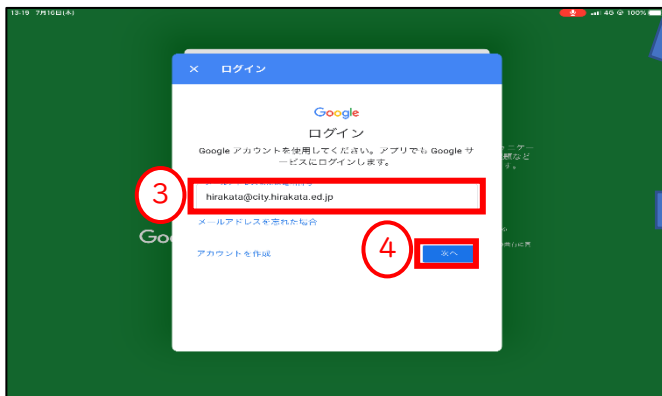 13:19 7月16日(木)
4G 100%
× ログイン
Google
ログイン
Google アカウントを使用してください。アプリでも Google サ
ービスにログインします。
3
hirakata@city.hirakata.ed.jp
メールアドレスを忘れた場合
Goo
4
アカウントを作成
次へ